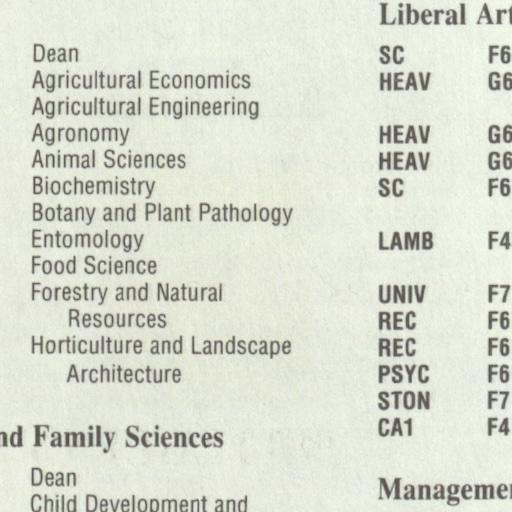 Dean
Agricultural Economics
Agricultural Engineering
Agronomy
Animal Sciences
Biochemistry
Botany and Plant Pathology
Entomology
Food Science
Forestry and Natural
Resources
Horticulture and Landscape
Architecture
nd Family Sciences
Dean
Child Development and
Liberal Art
SC F6
HEAV G6
HEAV G6
HEAV G6
SC F6
LAMB F4
UNIV F7
REC F6
REC F6
PSYC F6
STON F7
CA1 F4
Managemen